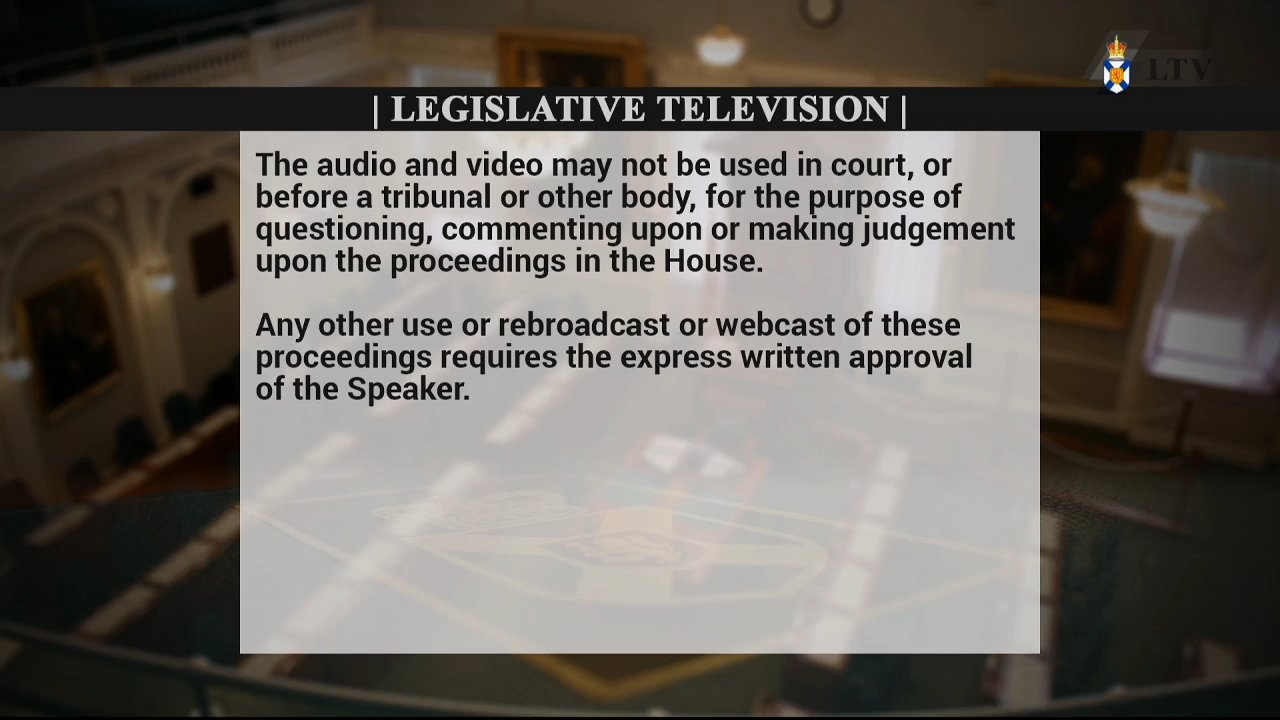 LTV
| LEGISLATIVE TELEVISION |
The audio and video may not be used in court, or
before a tribunal or other body, for the purpose of
questioning, commenting upon or making judgement
upon the proceedings in the House.
Any other use or rebroadcast or webcast of these
proceedings requires the express written approval
of the Speaker.